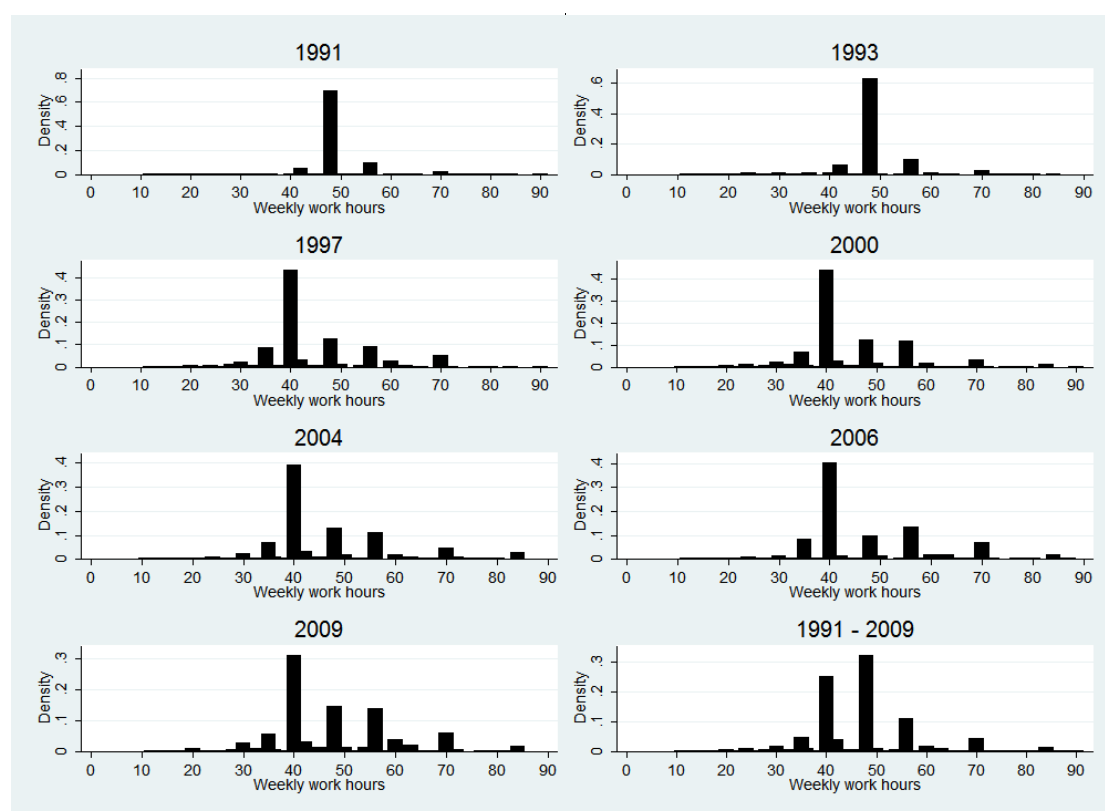 1991
Density
0 .2 .4 .6 .8
0 10 20 30 40 50 60 70 80 90
Weekly work hours
1993
Density
0 .2 .4 .6
0 10 20 30 40 50 60 70 80 90
Weekly work hours
1997
Density
0 .1 .2 .3 .4
0 10 20 30 40 50 60 70 80 90
Weekly work hours
2000
Density
0 .1 .2 .3 .4
0 10 20 30 40 50 60 70 80 90
Weekly work hours
2004
Density
0 .1 .2 .3 .4
0 10 20 30 40 50 60 70 80 90
Weekly work hours
2006
Density
0 .1 .2 .3 .4
0 10 20 30 40 50 60 70 80 90
Weekly work hours
2009
Density
0 .1 .2 .3
0 10 20 30 40 50 60 70 80 90
Weekly work hours
1991 - 2009
Density
0 .1 .2 .3
0 10 20 30 40 50 60 70 80 90
Weekly work hours